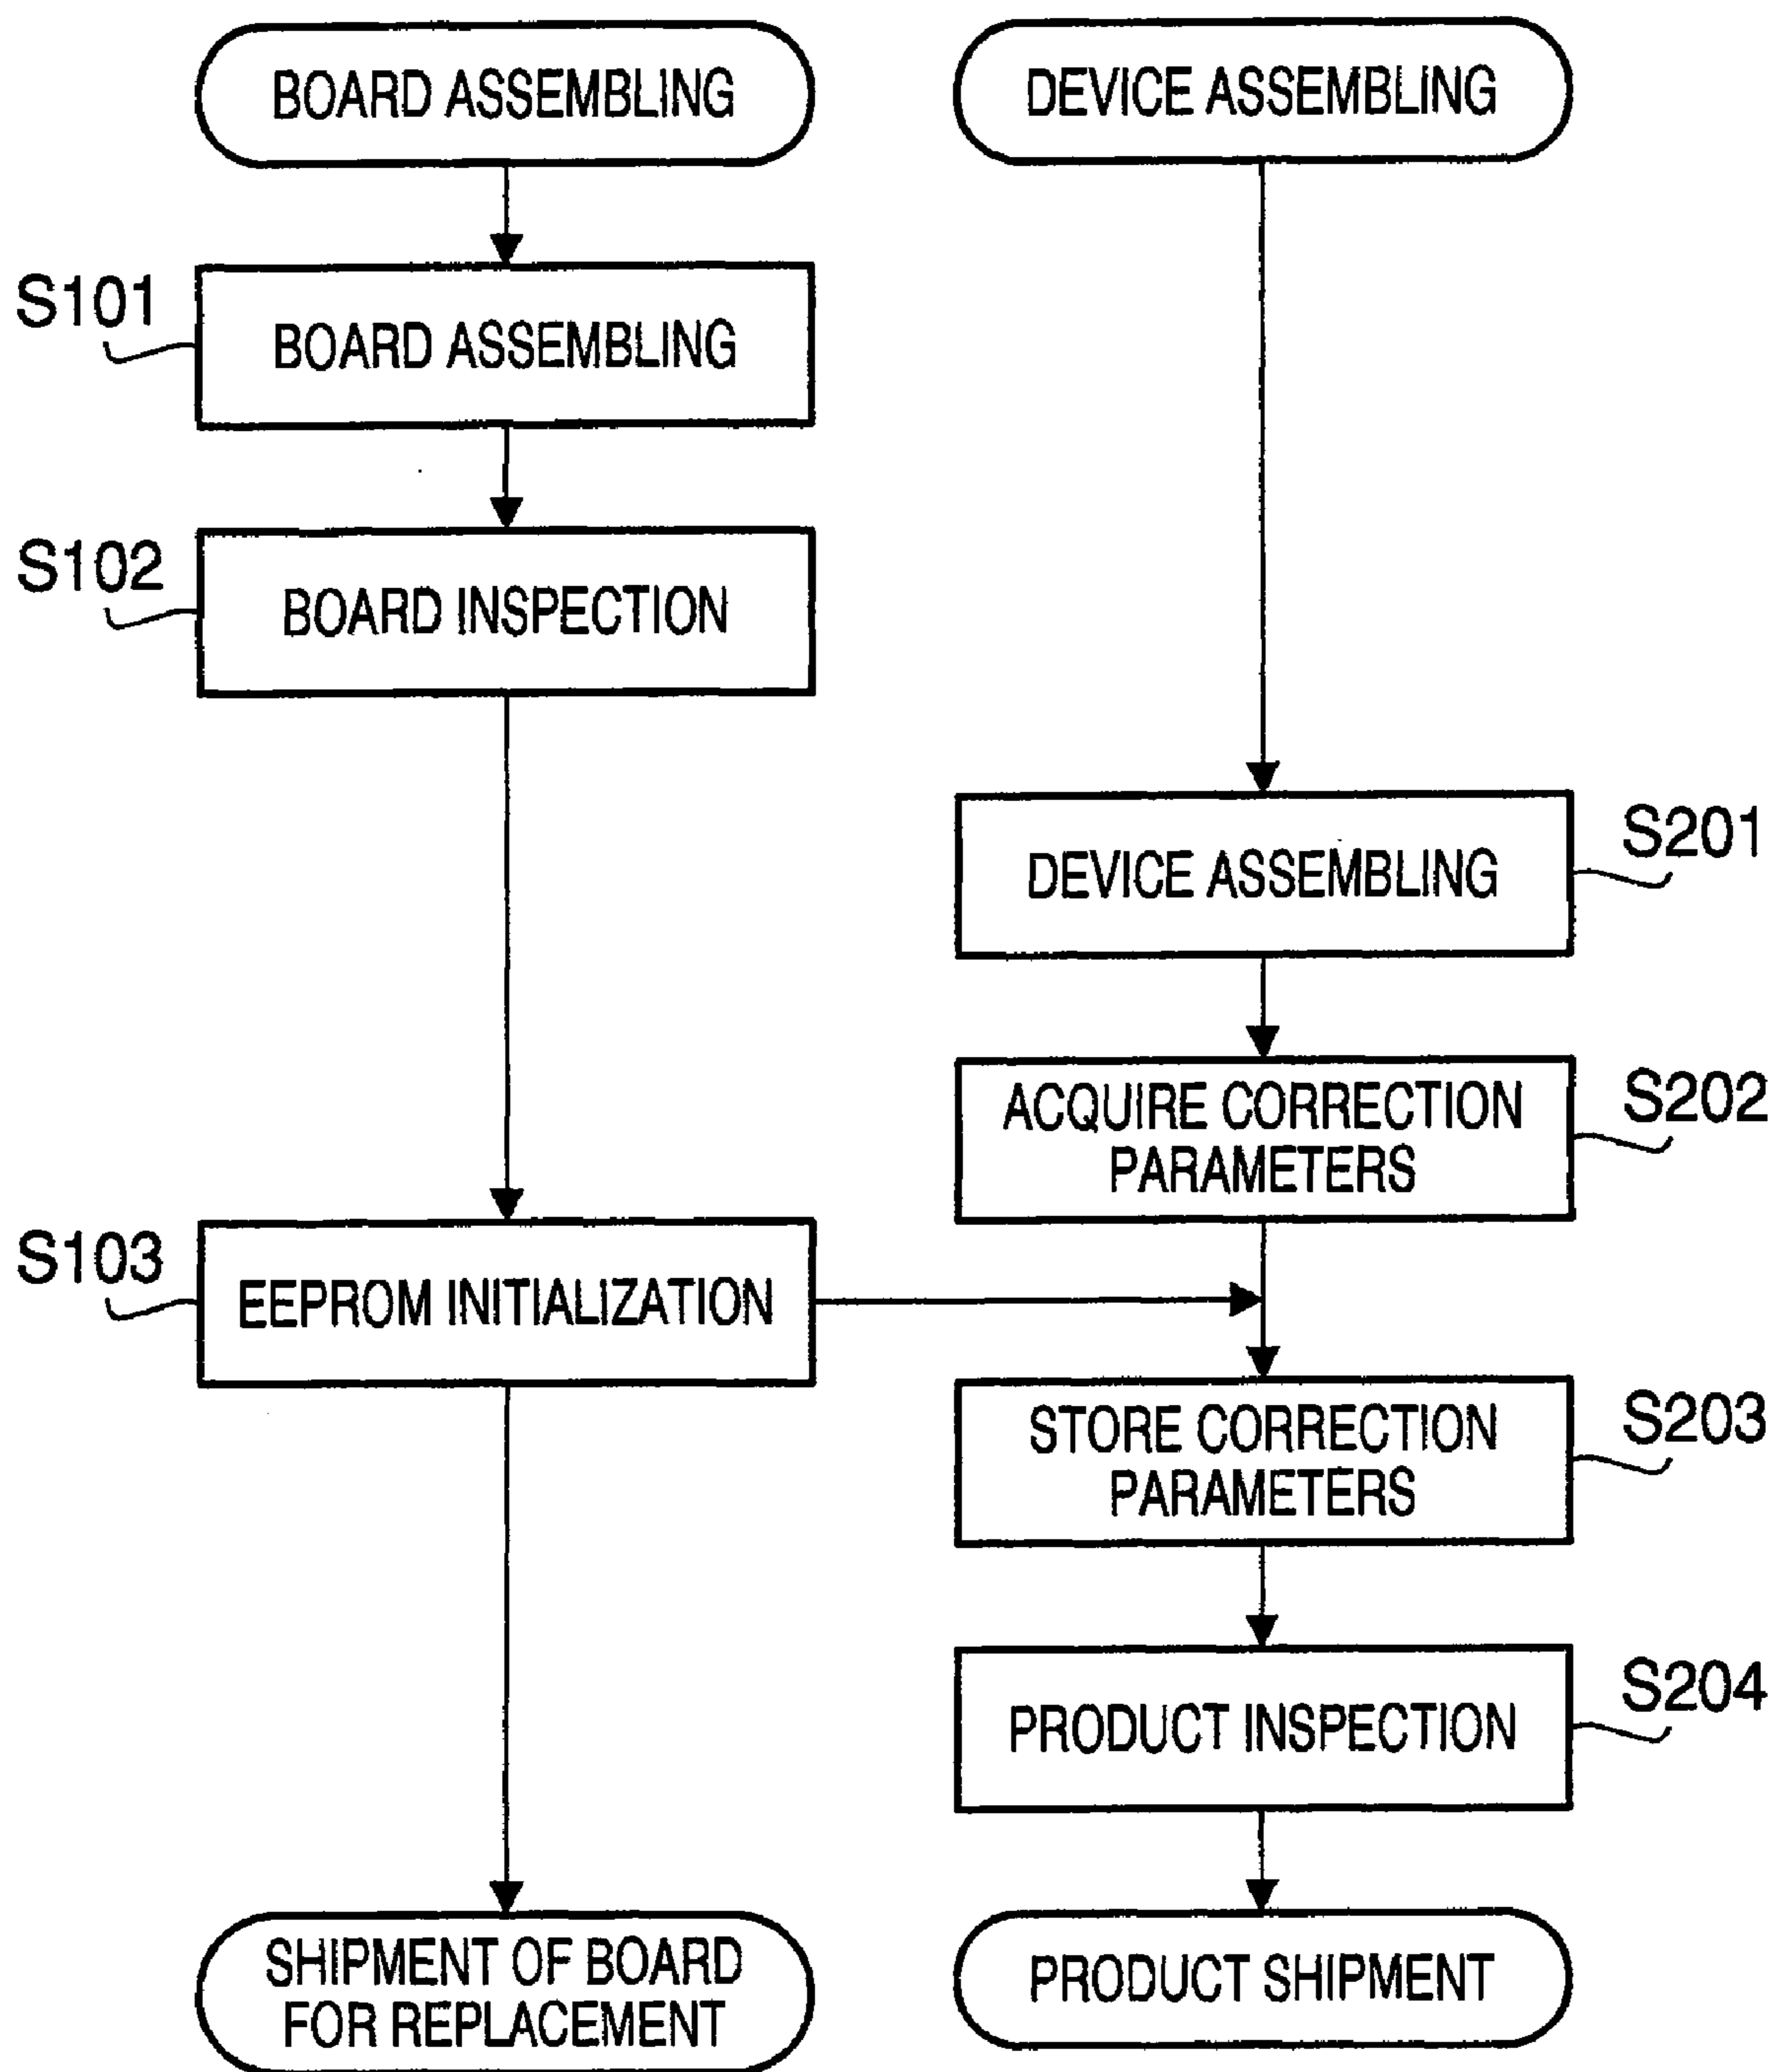 BOARD ASSEMBLING
DEVICE ASSEMBLING
S101
BOARD ASSEMBLING
S102
BOARD INSPECTION
S201
DEVICE ASSEMBLING
S202
ACQUIRE CORRECTION
PARAMETERS
S103
EEPROM INITIALIZATION
S203
STORE CORRECTION
PARAMETERS
S204
PRODUCT INSPECTION
SHIPMENT OF BOARD
FOR REPLACEMENT
PRODUCT SHIPMENT